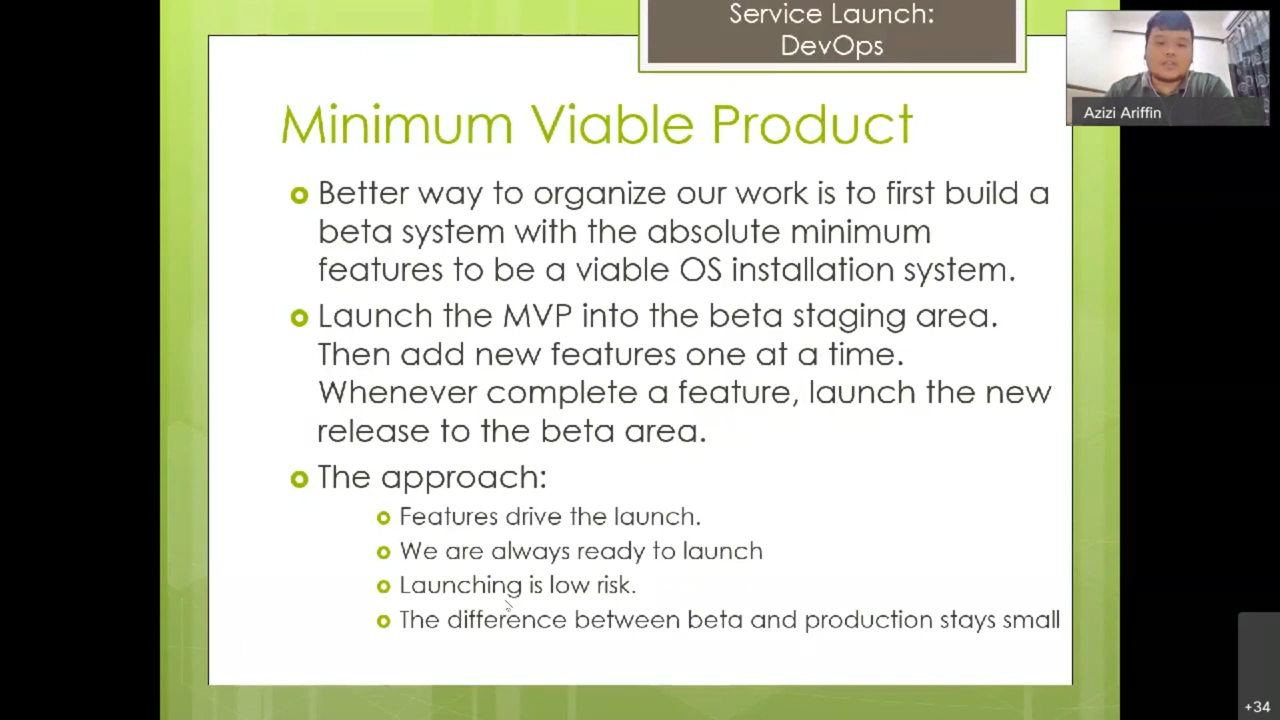 Service Launch:
DevOps
Azizi Ariffin
Minimum Viable Product
Better way to organize our work is to first build a
beta system with the absolute minimum
features to be a viable OS installation system.
Launch the MVP into the beta staging area.
Then add new features one at a time.
Whenever complete a feature, launch the new
release to the beta area.
The approach:
Features drive the launch.
We are always ready to launch
Launching is low risk.
The difference between beta and production stays small
+34